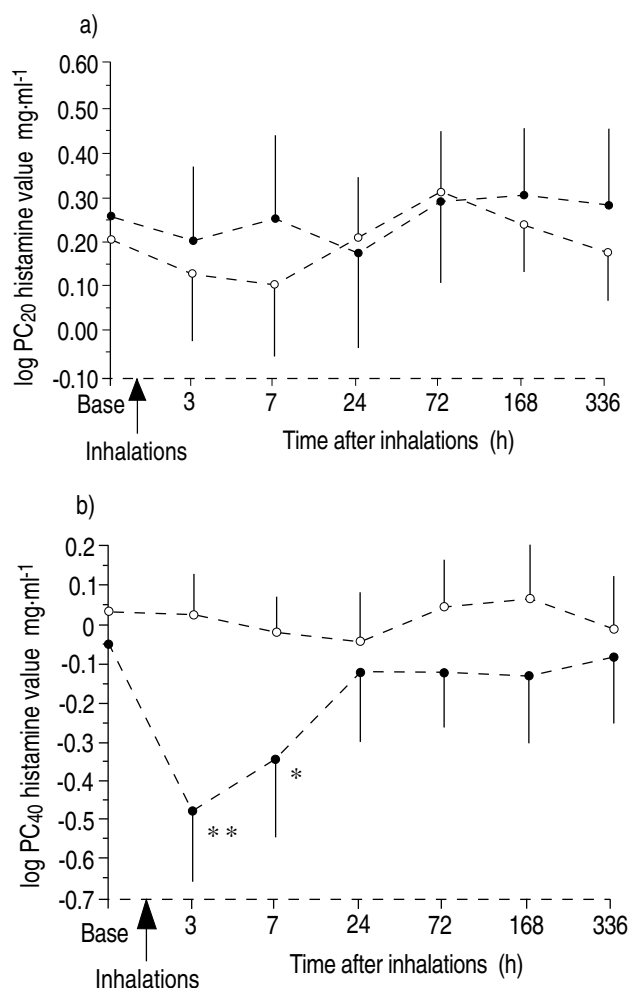 a)
log PC20 histamine value mg·ml-1
0.60
0.50
0.40
0.30
0.20
0.10
0.00
-0.10
Base 3 7 24 72 168 336
Inhalations
Time after inhalations (h)
b)
log PC40 histamine value mg·ml-1
0.2
0.1
0
-0.1
-0.2
-0.3
-0.4
-0.5
-0.6
-0.7
*
**
Base 3 7 24 72 168 336
Inhalations
Time after inhalations (h)